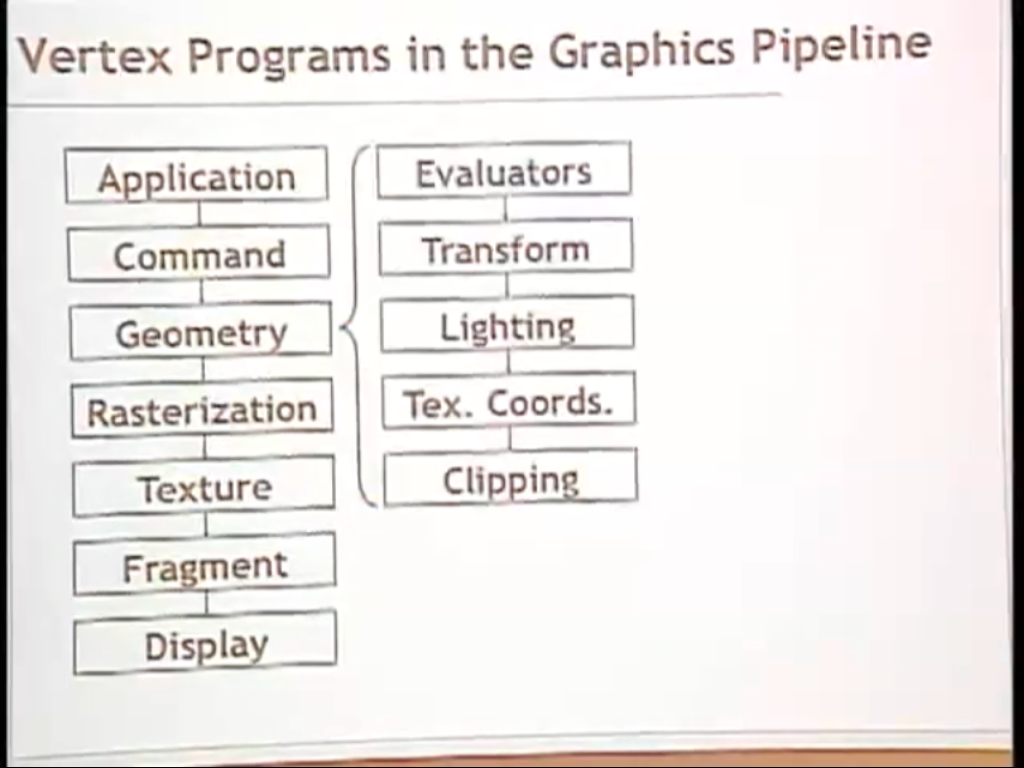 Vertex Programs in the Graphics Pipeline
Application
Command
Geometry
Rasterization
Texture
Fragment
Display
Evaluators
Transform
Lighting
Tex. Coords.
Clipping